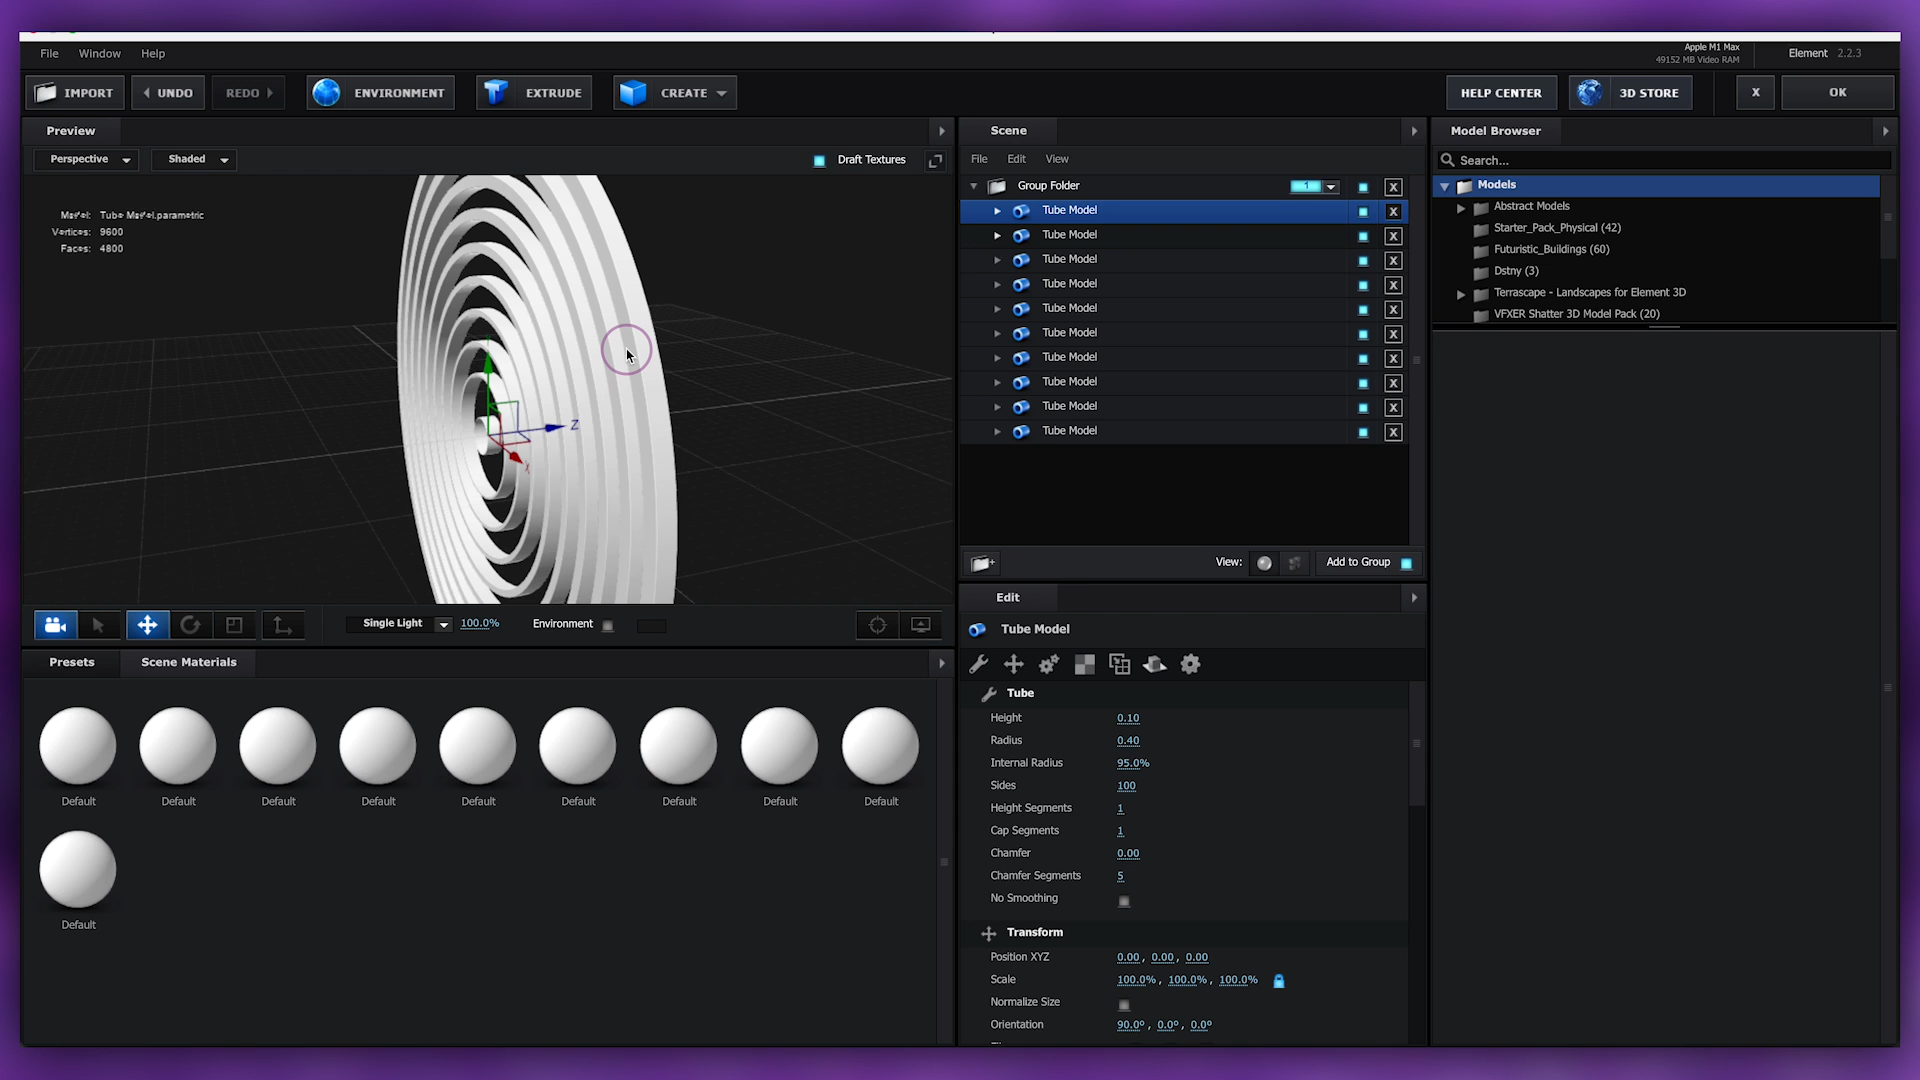 File Window Help
Apple M1 Max
49152 MB Video RAM
Element 2.2.3
IMPORT UNDO REDO ENVIRONMENT EXTRUDE CREATE HELP CENTER 3D STORE X OK
Preview
Perspective Shaded Draft Textures
Vertices: 9600
Faces: 4800
Z
X
Single Light 100.0% Environment
Presets Scene Materials
Default Default Default Default Default Default Default Default Default
Default
Scene
File Edit View
Group Folder 1 X
Tube Model X
Tube Model X
Tube Model X
Tube Model X
Tube Model X
Tube Model X
Tube Model X
Tube Model X
Tube Model X
Tube Model X
View: Add to Group
Edit
Tube Model
Tube
Height 0.10
Radius 0.40
Internal Radius 95.0%
Sides 100
Height Segments 1
Cap Segments 1
Chamfer 0.00
Chamfer Segments 5
No Smoothing
Transform
Position XYZ 0.00, 0.00, 0.00
Scale 100.0%, 100.0%, 100.0%
Normalize Size
Orientation 90.0°, 0.0°, 0.0°
Model Browser
Search...
Models
Abstract Models
Starter_Pack_Physical (42)
Futuristic_Buildings (60)
Dstny (3)
Terrascape - Landscapes for Element 3D
VFXER Shatter 3D Model Pack (20)